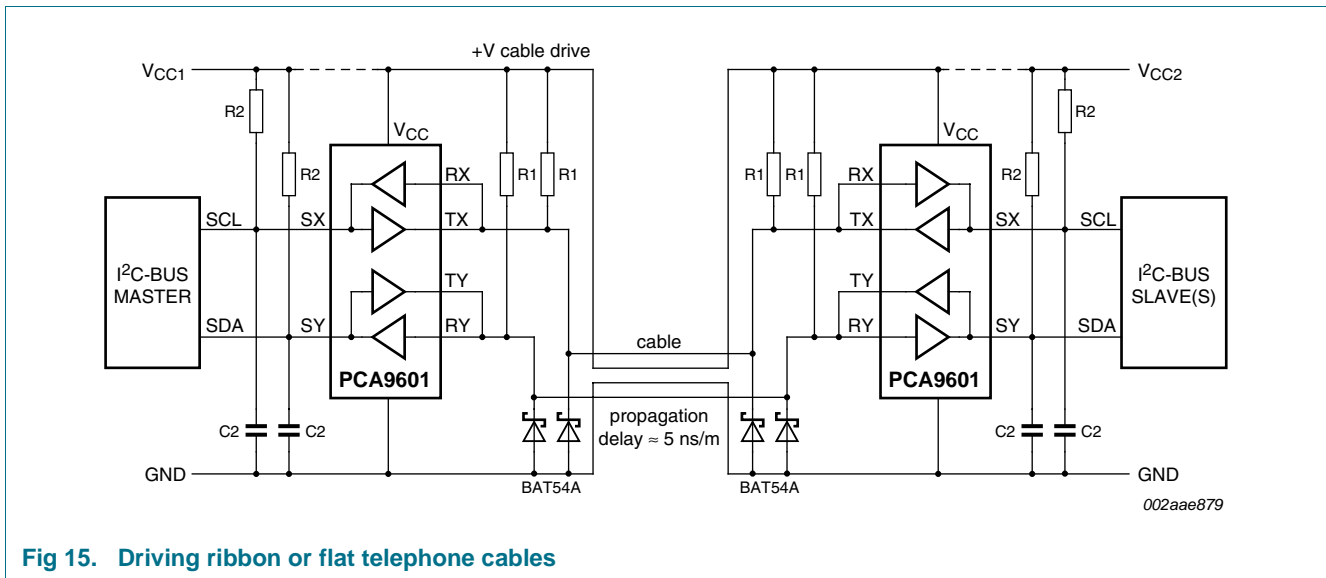 +V cable drive
VCC1
VCC2
R2
R2
VCC
R1
R1
R1
R1
VCC
R2
R2
RX
TX
TY
RY
SX
SY
PCA9601
SCL
SDA
I2C-BUS
MASTER
RX
TX
TY
RY
SX
SY
PCA9601
SCL
SDA
I2C-BUS
SLAVE(S)
cable
propagation
delay ≈ 5 ns/m
C2
C2
C2
C2
GND
BAT54A
BAT54A
GND
002aae879
Fig 15. Driving ribbon or flat telephone cables